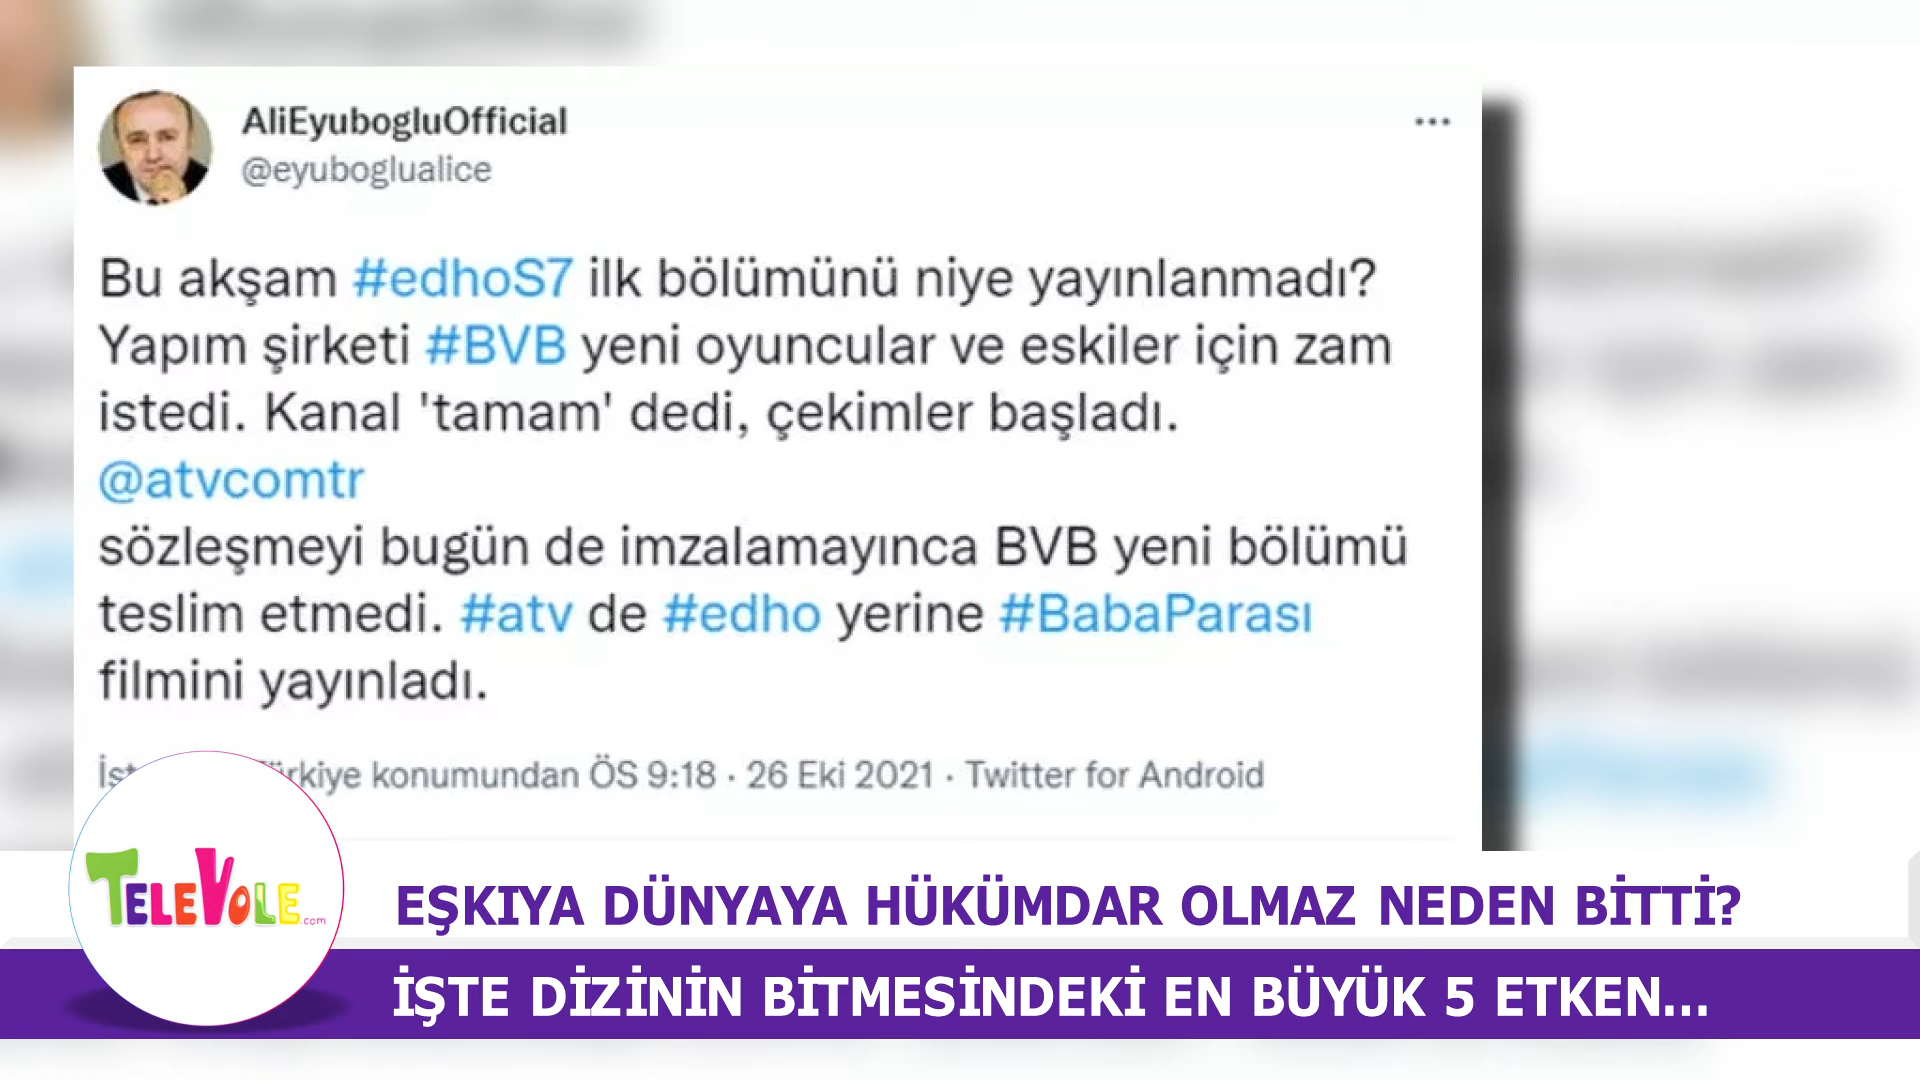 AliEyubogluOfficial
@eyuboglualice
Bu akşam #edhoS7 ilk bölümünü niye yayınlanmadı?
Yapım şirketi #BVB yeni oyuncular ve eskiler için zam
istedi. Kanal 'tamam' dedi, çekimler başladı.
@atvcomtr
sözleşmeyi bugün de imzalamayınca BVB yeni bölümü
teslim etmedi. #atv de #edho yerine #BabaParası
filmini yayınladı.
konumundan ÖS 9:18 · 26 Eki 2021 · Twitter for Android
TELEVOLE.com
EŞKIYA DÜNYAYA HÜKÜMDAR OLMAZ NEDEN BİTTİ?
İŞTE DİZİNİN BİTMESİNDEKİ EN BÜYÜK 5 ETKEN...